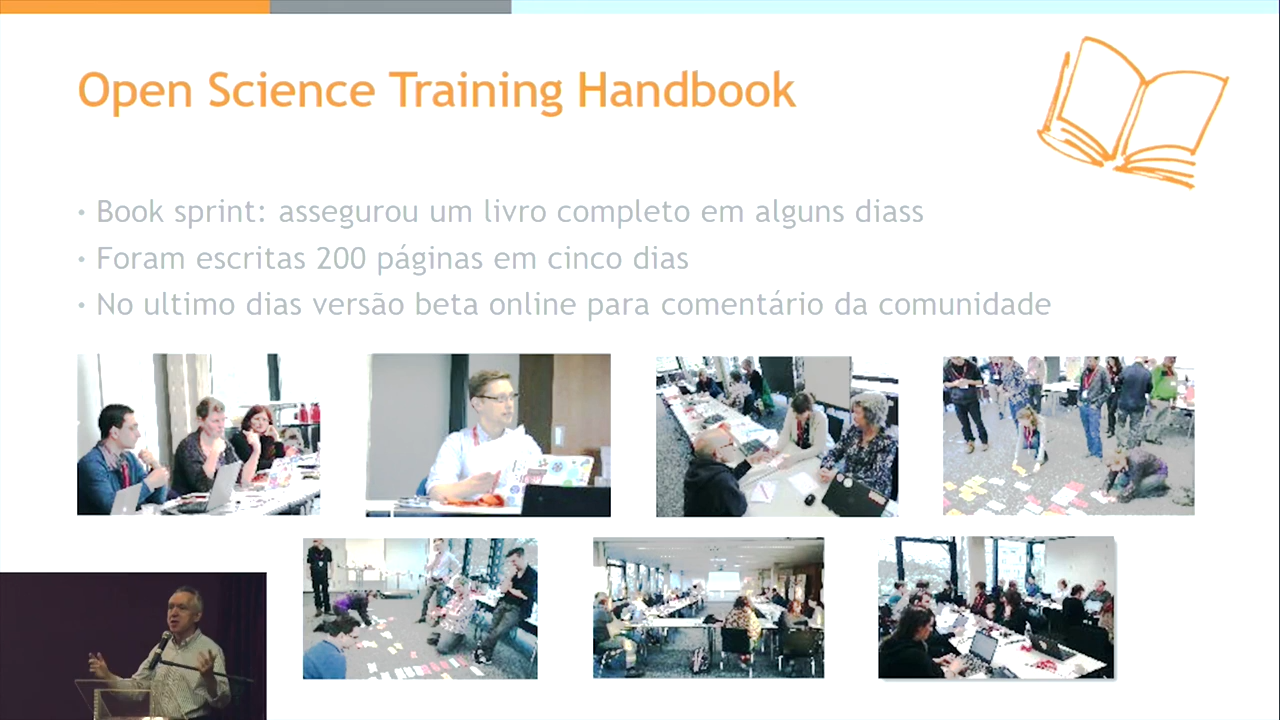 Open Science Training Handbook
• Book sprint: assegurou um livro completo em alguns diass
• Foram escritas 200 páginas em cinco dias
• No ultimo dias versão beta online para comentário da comunidade